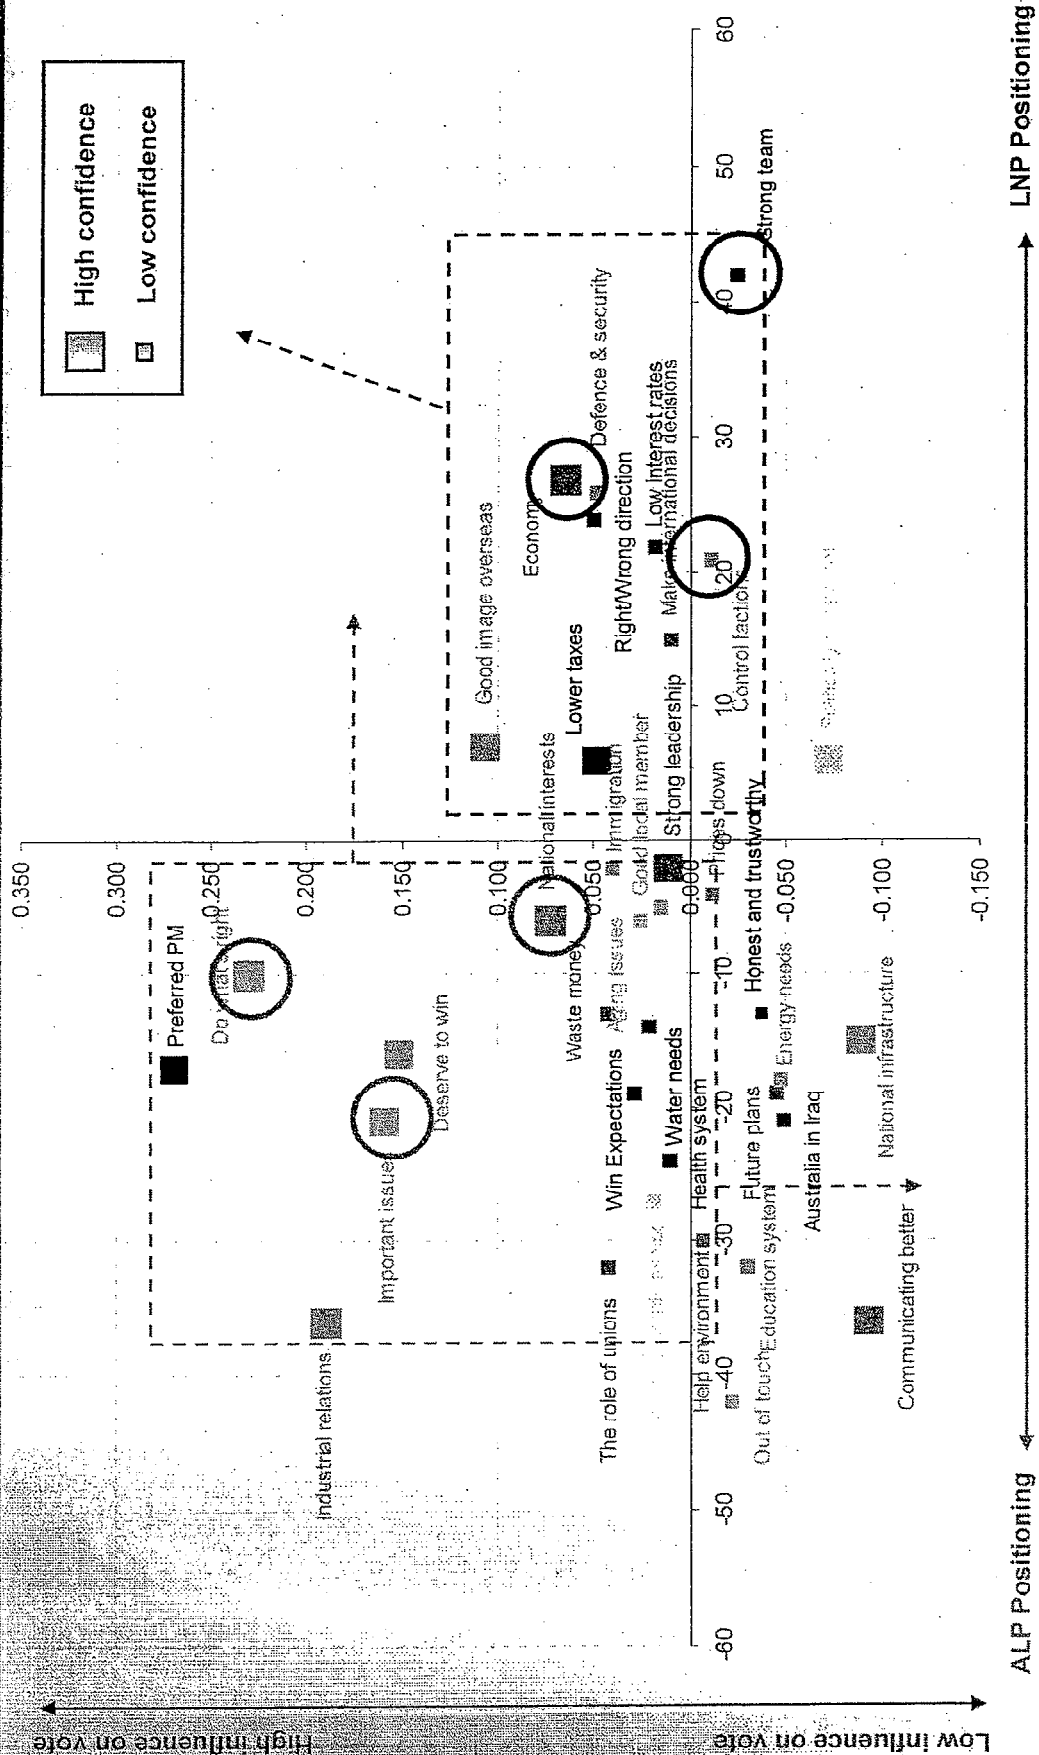 High confidence
Low confidence
High influence on vote
Low influence on vote
0.350
0.300
0.250
0.200
0.150
0.100
0.050
0.000
-0.050
-0.100
-0.150
-60
-50
-40
-30
-20
-10
0
10
20
30
40
50
60
Preferred PM
Do what's right
Deserve to win
Important issues
Industrial relations
Good image overseas
Economy
Defence & security
National interests
Lower taxes
Waste money
Right/Wrong direction
Immigration
Aging issues
Good local member
Low Interest rates
Make international decisions
Win Expectations
The role of unions
Strong leadership
Water needs
Health system
Help environment
Prices down
Control
Strong team
Honest and trustworthy
Energy needs
Future plans
Education system
Out of touch
Australia in Iraq
National infrastructure
Communicating better
ALP Positioning
LNP Positioning